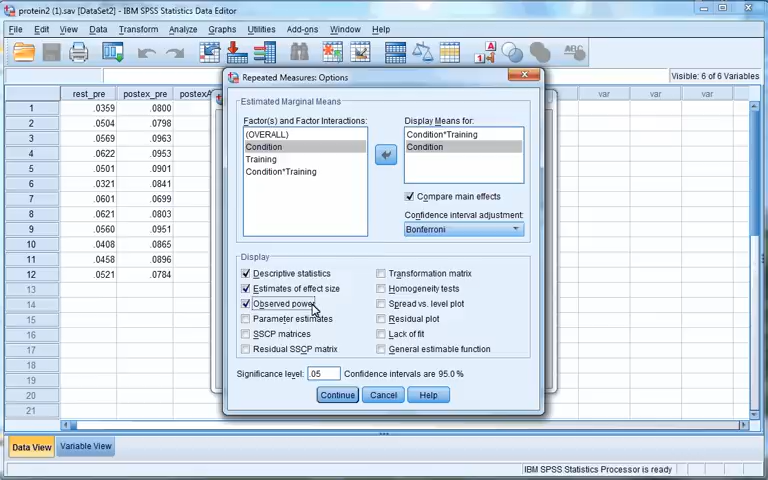 protein2 (1).sav [DataSet2] - IBM SPSS Statistics Data Editor
File Edit View Data Transform Analyze Graphs Utilities Add-ons Window Help
Visible: 6 of 6 Variables
rest_pre postex_pre postexA var var var
1 .0359 .0800
2 .0504 .0798
3 .0569 .0963
4 .0622 .0953
5 .0501 .0901
6 .0321 .0841
7 .0601 .0699
8 .0621 .0803
9 .0560 .0951
10 .0408 .0865
11 .0458 .0896
12 .0521 .0784
13
14
15
16
17
18
19
20
21
Repeated Measures: Options
Estimated Marginal Means
Factor(s) and Factor Interactions:
(OVERALL)
Condition
Training
Condition*Training
Display Means for:
Condition*Training
Condition
Compare main effects
Confidence interval adjustment:
Bonferroni
Display
Descriptive statistics
Estimates of effect size
Observed power
Parameter estimates
SSCP matrices
Residual SSCP matrix
Transformation matrix
Homogeneity tests
Spread vs. level plot
Residual plot
Lack of fit
General estimable function
Significance level: .05 Confidence intervals are 95.0 %
Continue Cancel Help
Data View Variable View
IBM SPSS Statistics Processor is ready